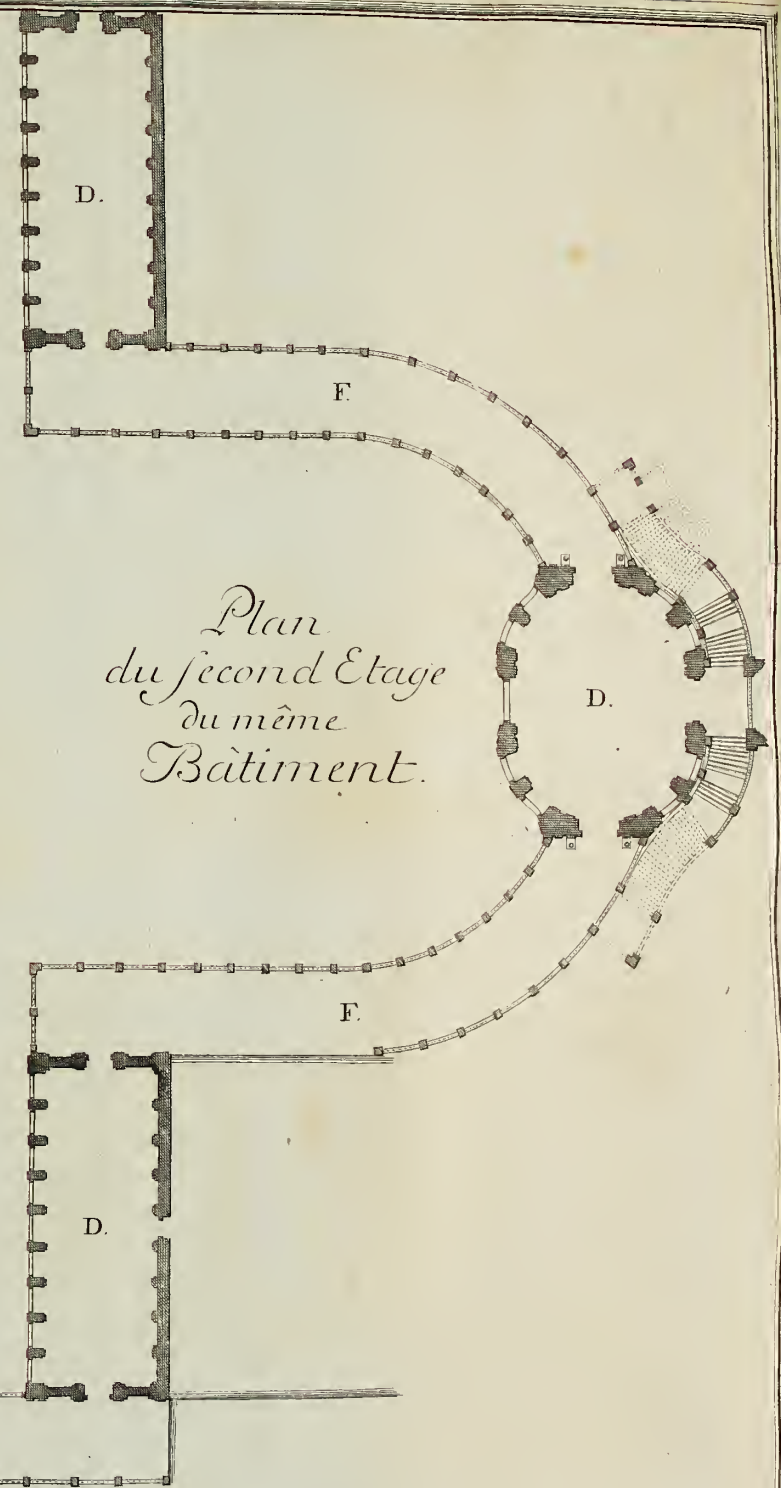 D.
F.
Plan
du second Etage
du même
Bâtiment.
D.
F.
D.